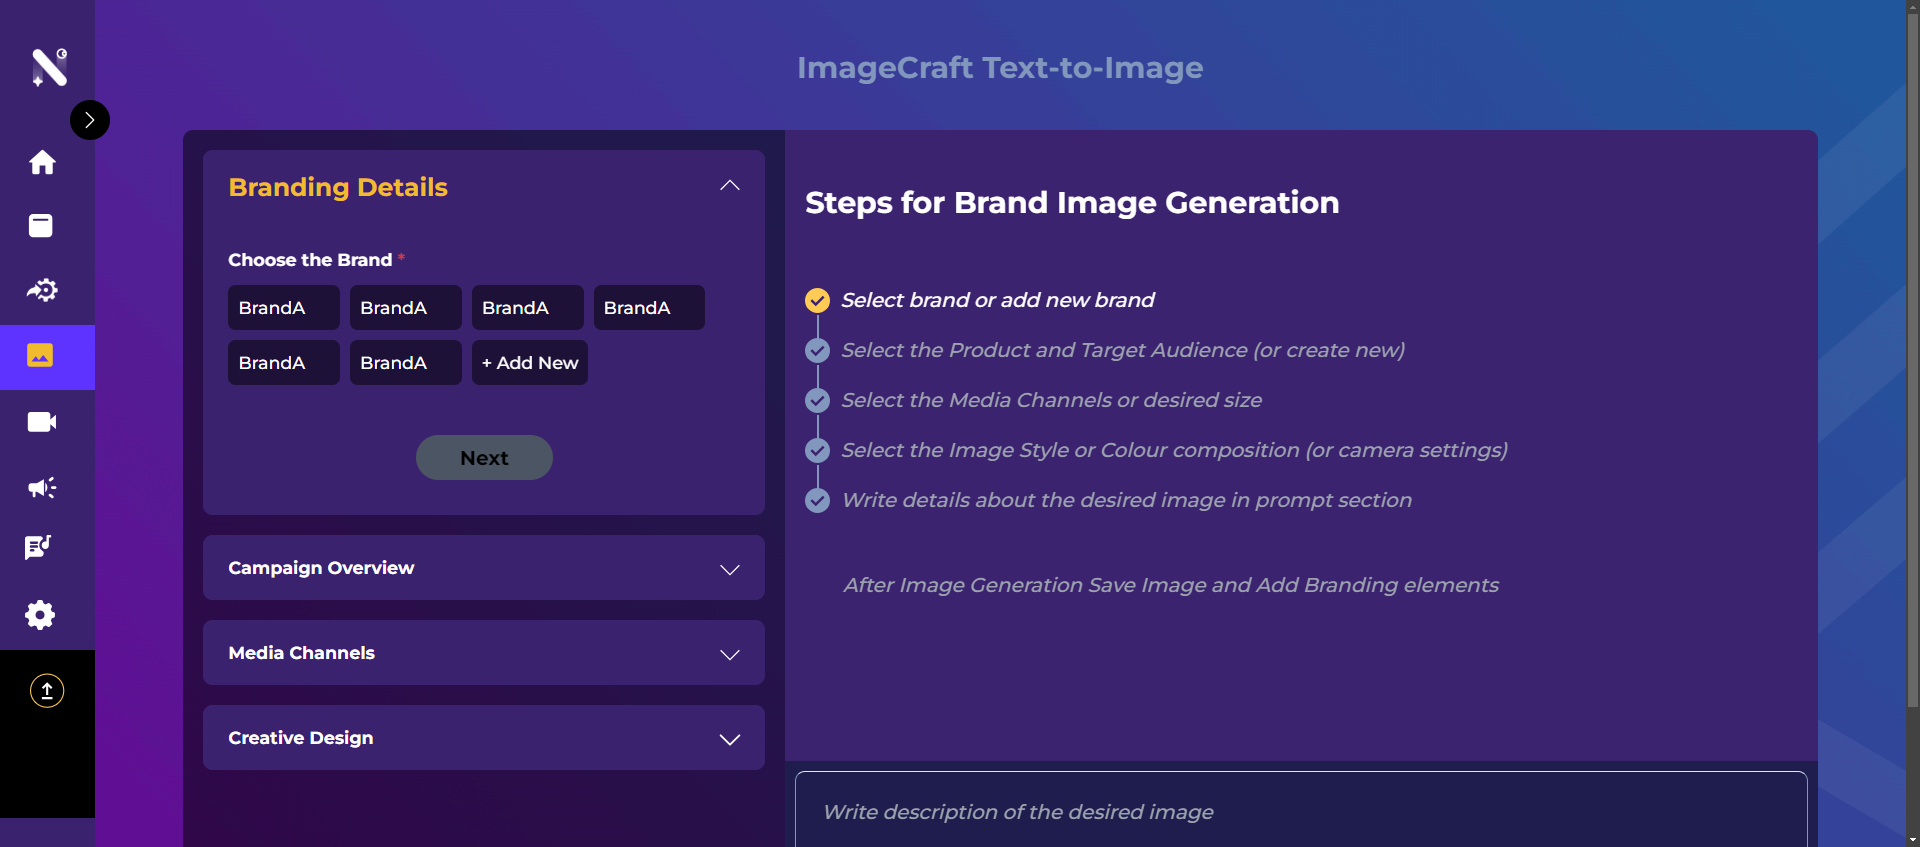 ImageCraft Text-to-Image
Branding Details
Choose the Brand *
BrandA BrandA BrandA BrandA
BrandA BrandA + Add New
Next
Campaign Overview
Media Channels
Creative Design
Steps for Brand Image Generation
Select brand or add new brand
Select the Product and Target Audience (or create new)
Select the Media Channels or desired size
Select the Image Style or Colour composition (or camera settings)
Write details about the desired image in prompt section
After Image Generation Save Image and Add Branding elements
Write description of the desired image